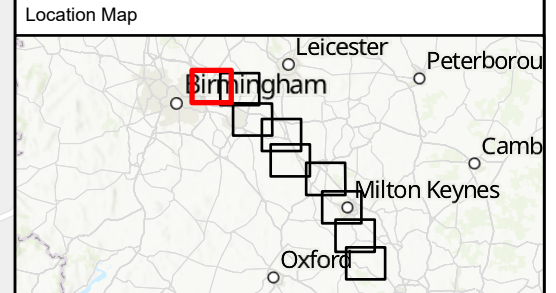 Location Map
Leicester
Peterborou
Birmingham
Camb
Milton Keynes
Oxford